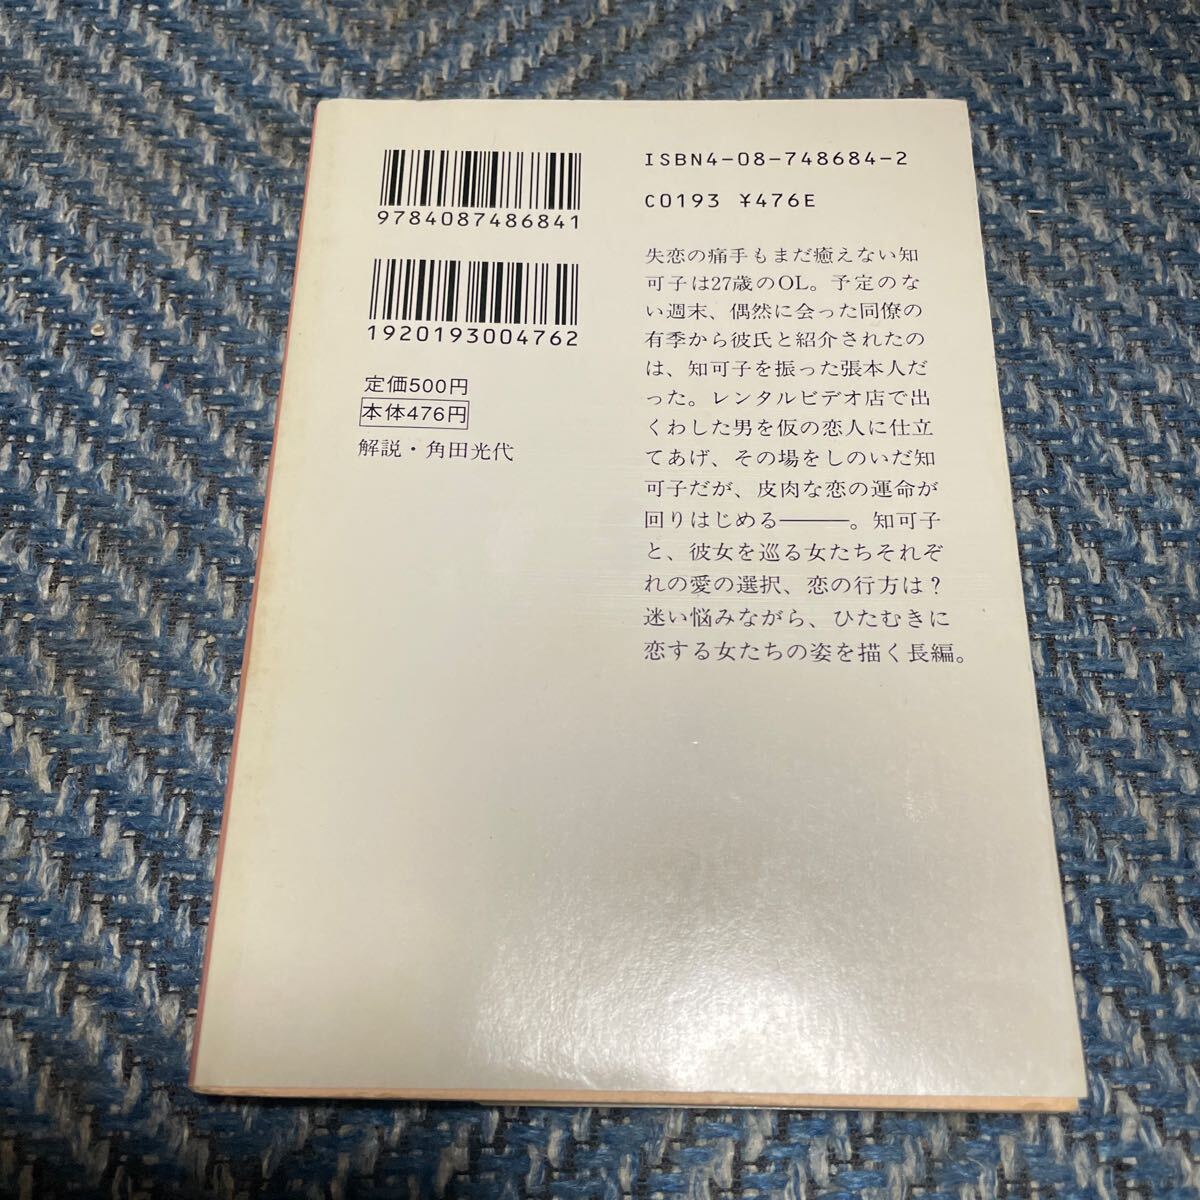 9784087486841
1920193004762
定価500円
本体476円
解説・角田光代
ISBN4-08-748684-2
C0193 ¥476E
失恋の痛手もまだ癒えない知
可子は27歳のOL。予定のな
い週末、偶然に会った同僚の
有季から彼氏と紹介されたの
は、知可子を振った張本人だ
った。レンタルビデオ店で出
くわした男を仮の恋人に仕立
てあげ、その場をしのいだ知
可子だが、皮肉な恋の運命が
回りはじめる———。知可子
と、彼女を巡る女たちそれぞ
れの愛の選択、恋の行方は?
迷い悩みながら、ひたむきに
恋する女たちの姿を描く長編。